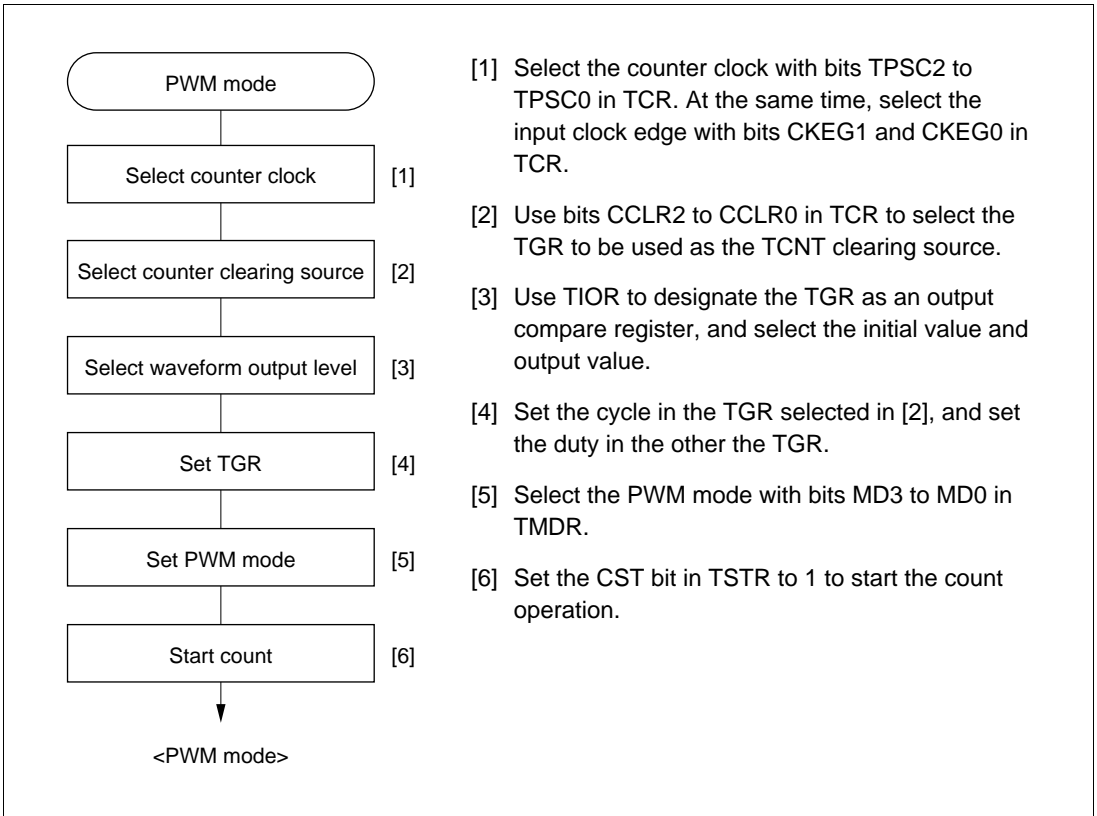 PWM mode
Select counter clock [1]
Select counter clearing source [2]
Select waveform output level [3]
Set TGR [4]
Set PWM mode [5]
Start count [6]
<PWM mode>
[1] Select the counter clock with bits TPSC2 to
TPSC0 in TCR. At the same time, select the
input clock edge with bits CKEG1 and CKEG0 in
TCR.
[2] Use bits CCLR2 to CCLR0 in TCR to select the
TGR to be used as the TCNT clearing source.
[3] Use TIOR to designate the TGR as an output
compare register, and select the initial value and
output value.
[4] Set the cycle in the TGR selected in [2], and set
the duty in the other the TGR.
[5] Select the PWM mode with bits MD3 to MD0 in
TMDR.
[6] Set the CST bit in TSTR to 1 to start the count
operation.